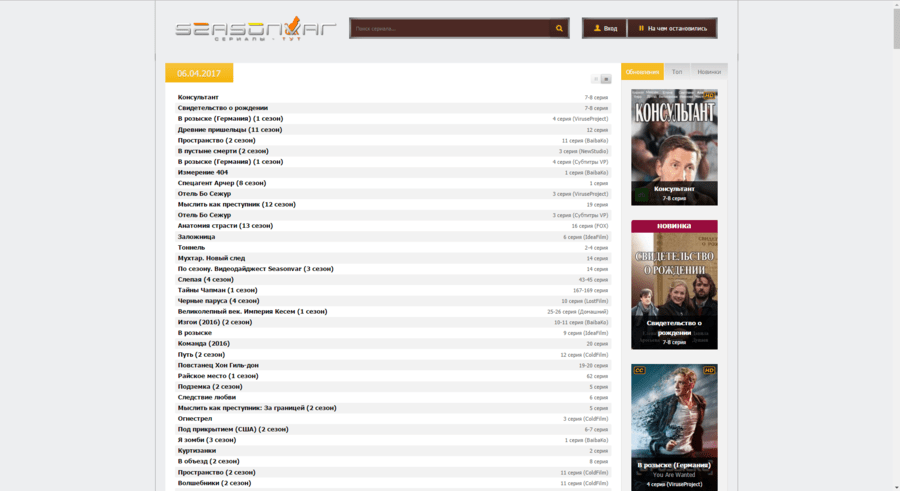 SEASONVAR
СЕРИАЛЫ - ТУТ
Поиск сериала...
Вход
На чем остановились
06.04.2017
Обновления Топ Новинки
Консультант 7-8 серия
Свидетельство о рождении 7-8 серия
В розыске (Германия) (1 сезон) 4 серия (ViruseProject)
Древние пришельцы (11 сезон) 12 серия
Пространство (2 сезон) 11 серия (BaibaKo)
В пустыне смерти (2 сезон) 3 серия (NewStudio)
В розыске (Германия) (1 сезон) 4 серия (Субтитры VP)
Измерение 404 1 серия (BaibaKo)
Спецагент Арчер (8 сезон) 1 серия
Отель Бо Сежур 3 серия (ViruseProject)
Мыслить как преступник (12 сезон) 19 серия
Отель Бо Сежур 3 серия (Субтитры VP)
Анатомия страсти (13 сезон) 16 серия (FOX)
Заложница 6 серия (IdeaFilm)
Тоннель 2-4 серия
Мухтар. Новый след 14 серия
По сезону. Видеодайджест Seasonvar (3 сезон) 14 серия
Слепая (4 сезон) 43-45 серия
Тайны Чапман (1 сезон) 167-169 серия
Черные паруса (4 сезон) 10 серия (LostFilm)
Великолепный век. Империя Кесем (1 сезон) 25-26 серия (Домашний)
Изгои (2016) (2 сезон) 10-11 серия (BaibaKo)
В розыске 9 серия (IdeaFilm)
Команда (2016) 20 серия
Путь (2 сезон) 12 серия (ColdFilm)
Повстанец Хон Гиль-дон 19-20 серия
Райское место (1 сезон) 62 серия
Подземка (2 сезон) 5 серия
Следствие любви 6 серия
Мыслить как преступник: За границей (2 сезон) 5 серия
Огнестрел 3 серия (ColdFilm)
Под прикрытием (США) (2 сезон) 6-7 серия
Я зомби (3 сезон) 1 серия (BaibaKo)
Куртизанки 2 серия
В объезд (2 сезон) 8 серия
Пространство (2 сезон) 11 серия (ColdFilm)
Волшебники (2 сезон) 11 серия (ColdFilm)
HD
КОНСУЛЬТАНТ
Консультант
7-8 серия
новинка
СВИДЕТЕЛЬСТВО
О РОЖДЕНИИ
Свидетельство о
рождении
7-8 серия
CC HD
В розыске (Германия)
You Are Wanted
4 серия (ViruseProject)